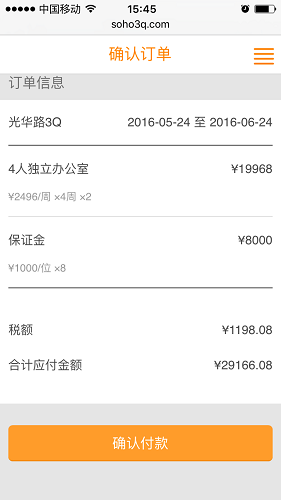 中国移动 15:45
soho3q.com
确认订单
订单信息
光华路3Q 2016-05-24 至 2016-06-24
4人独立办公室 ¥19968
¥2496/周 ×4周 ×2
保证金 ¥8000
¥1000/位 ×8
税额 ¥1198.08
合计应付金额 ¥29166.08
确认付款